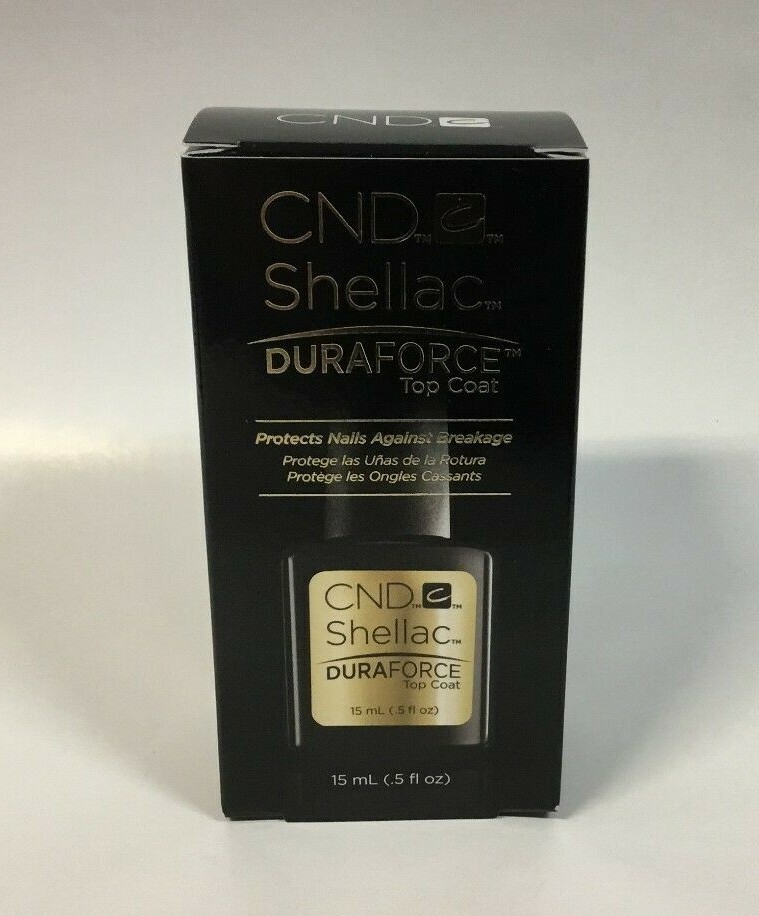 CND
CND™ ™
Shellac™
DURAFORCE™
Top Coat
Protects Nails Against Breakage
Protege las Uñas de la Rotura
Protège les Ongles Cassants
CND™ ™
Shellac™
DURAFORCE
Top Coat
15 mL (.5 fl oz)
15 mL (.5 fl oz)